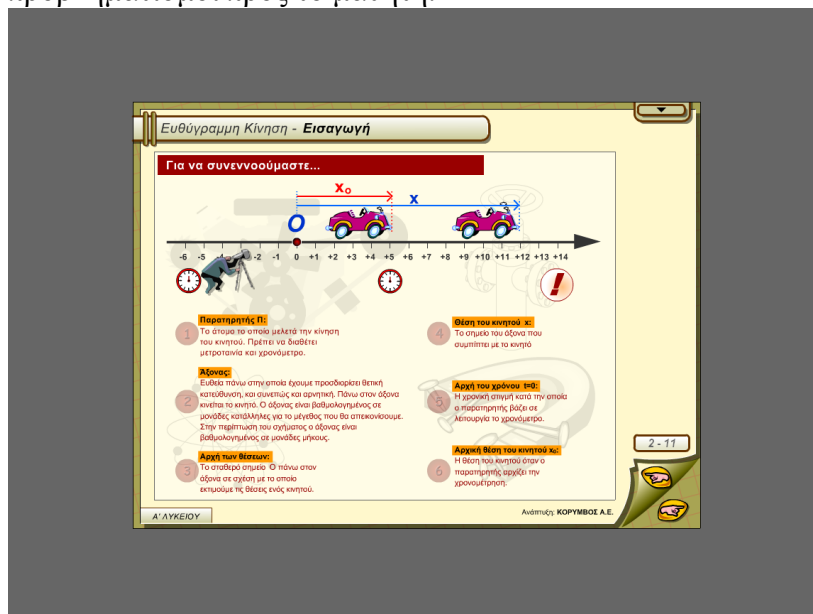 Ευθύγραμμη Κίνηση - Εισαγωγή
Για να συνεννοούμαστε...
x₀
x
O
-6 -5 -2 -1 0 +1 +2 +3 +4 +5 +6 +7 +8 +9 +10 +11 +12 +13 +14
!
1
Παρατηρητής Π:
Το άτομο το οποίο μελετά την κίνηση
του κινητού. Πρέπει να διαθέτει
μετροταινία και χρονόμετρο.
2
Άξονας:
Ευθεία πάνω στην οποία έχουμε προσδιορίσει θετική
κατεύθυνση, και συνεπώς και αρνητική. Πάνω στον άξονα
κινείται το κινητό. Ο άξονας είναι βαθμολογημένος σε
μονάδες κατάλληλες για το μέγεθος που θα απεικονίσουμε.
Στην περίπτωση του σχήματος ο άξονας είναι
βαθμολογημένος σε μονάδες μήκους.
3
Αρχή των θέσεων:
Το σταθερό σημείο Ο πάνω στον
άξονα σε σχέση με το οποίο
εκτιμούμε τις θέσεις ενός κινητού.
4
Θέση του κινητού x:
Το σημείο του άξονα που
συμπίπτει με το κινητό
5
Αρχή του χρόνου t=0:
Η χρονική στιγμή κατά την οποία
ο παρατηρητής βάζει σε
λειτουργία το χρονόμετρο.
6
Αρχική θέση του κινητού x₀:
Η θέση του κινητού όταν ο
παρατηρητής αρχίζει την
χρονομέτρηση.
2 - 11
Α' ΛΥΚΕΙΟΥ
Ανάπτυξη: ΚΟΡΥΜΒΟΣ Α.Ε.